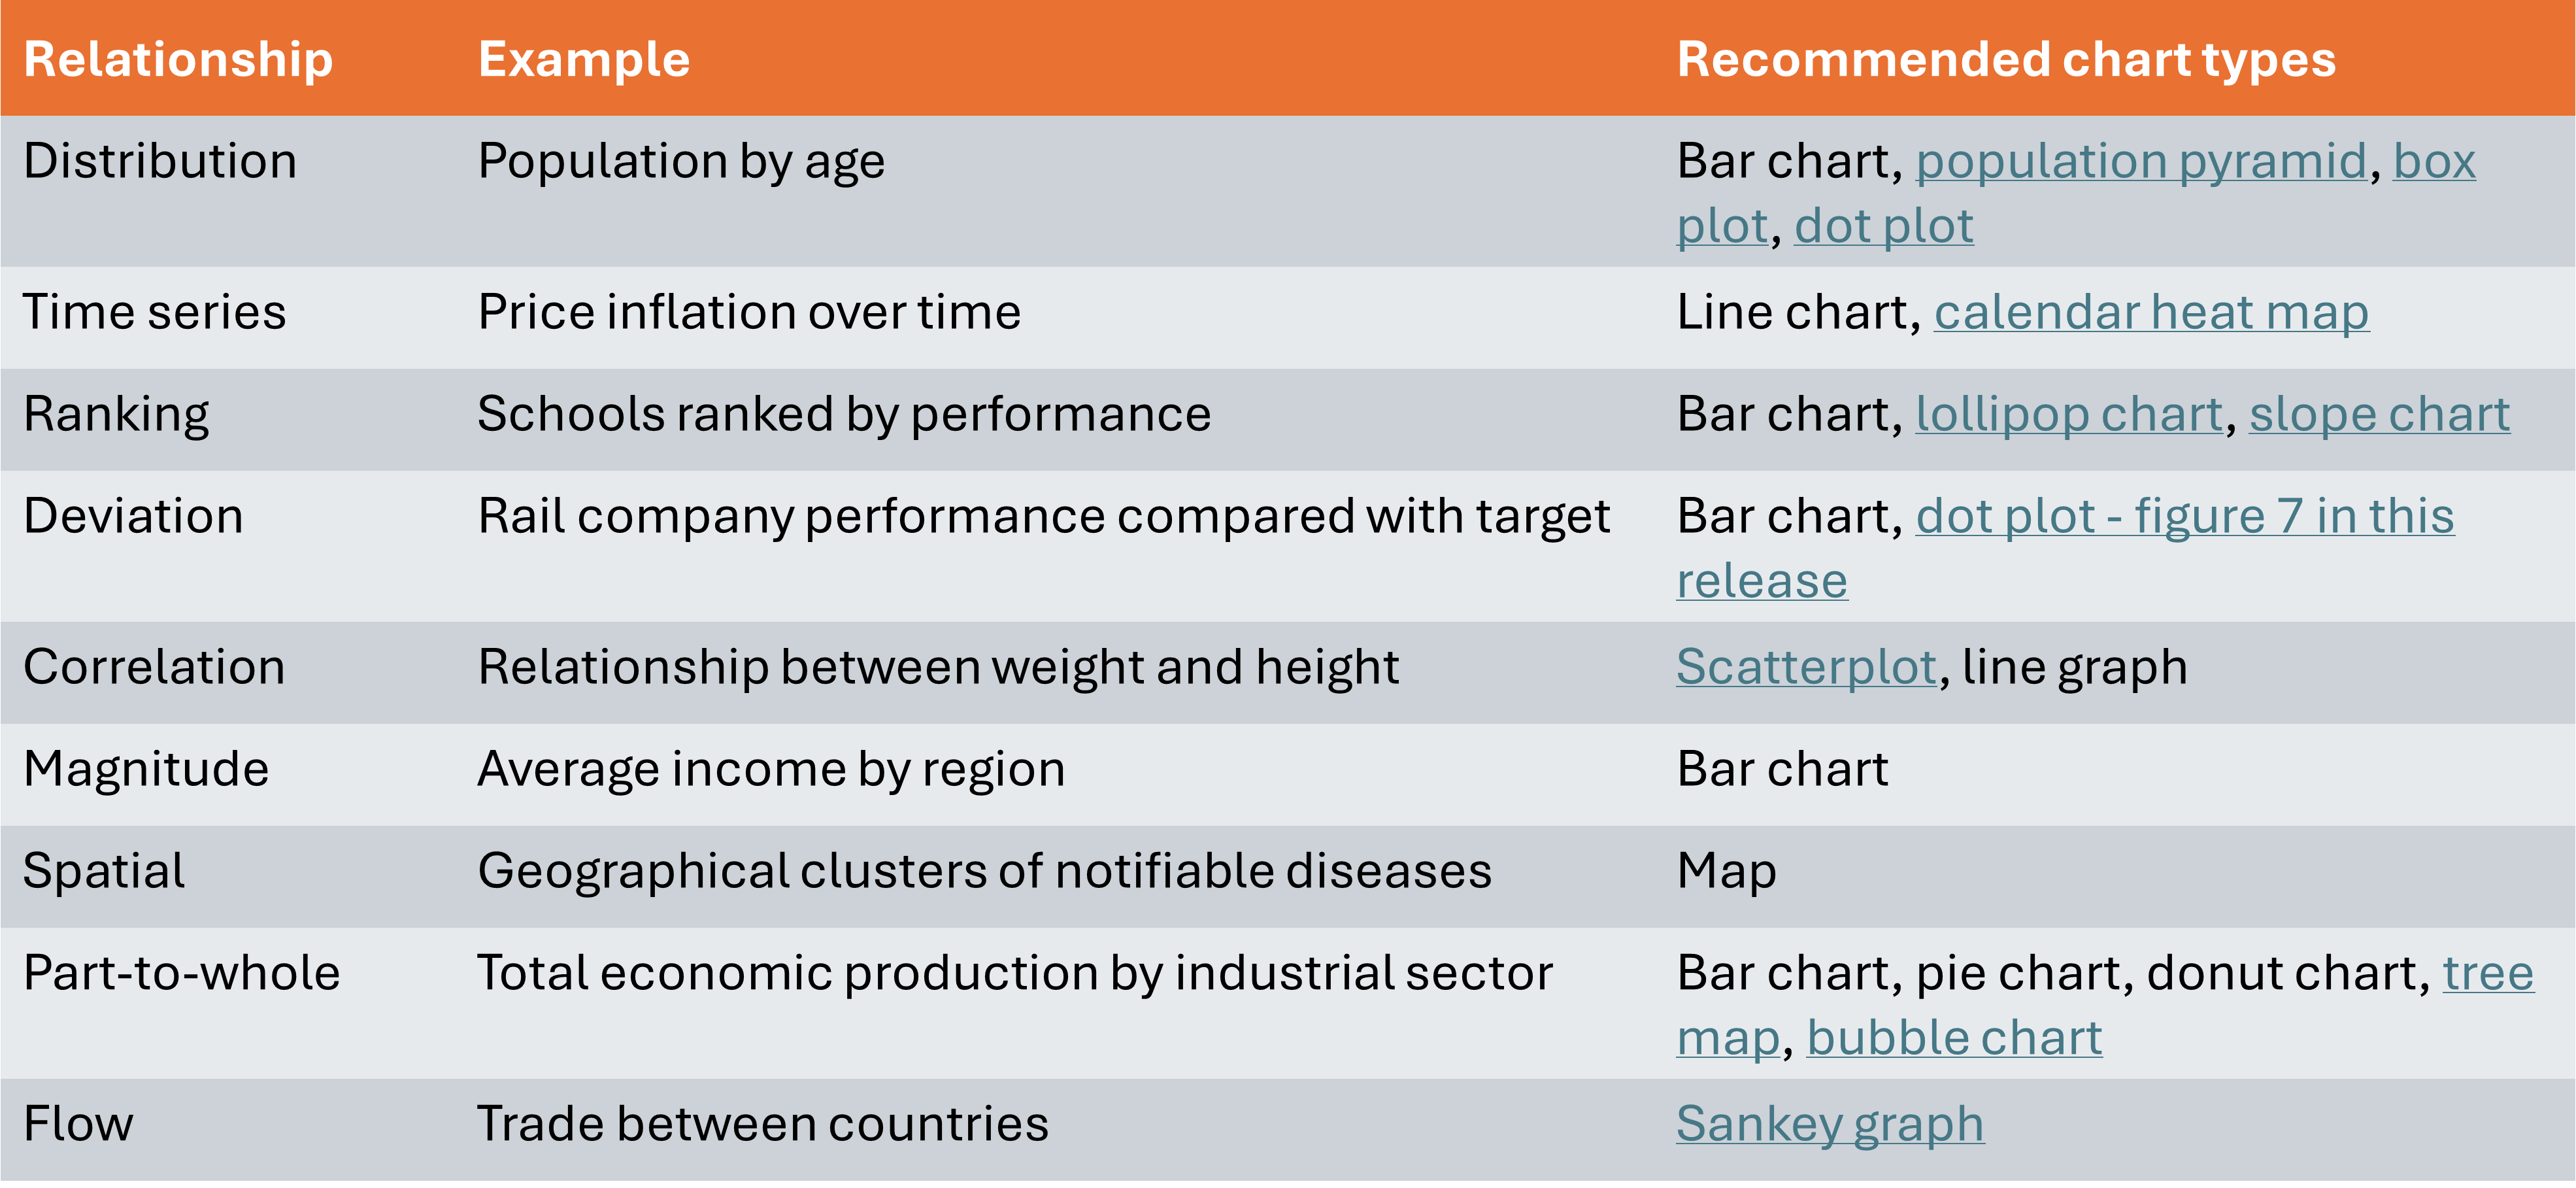 Relationship Example Recommended chart types
Distribution Population by age Bar chart, population pyramid, box
plot, dot plot
Time series Price inflation over time Line chart, calendar heat map
Ranking Schools ranked by performance Bar chart, lollipop chart, slope chart
Deviation Rail company performance compared with target Bar chart, dot plot - figure 7 in this
release
Correlation Relationship between weight and height Scatterplot, line graph
Magnitude Average income by region Bar chart
Spatial Geographical clusters of notifiable diseases Map
Part-to-whole Total economic production by industrial sector Bar chart, pie chart, donut chart, tree
map, bubble chart
Flow Trade between countries Sankey graph